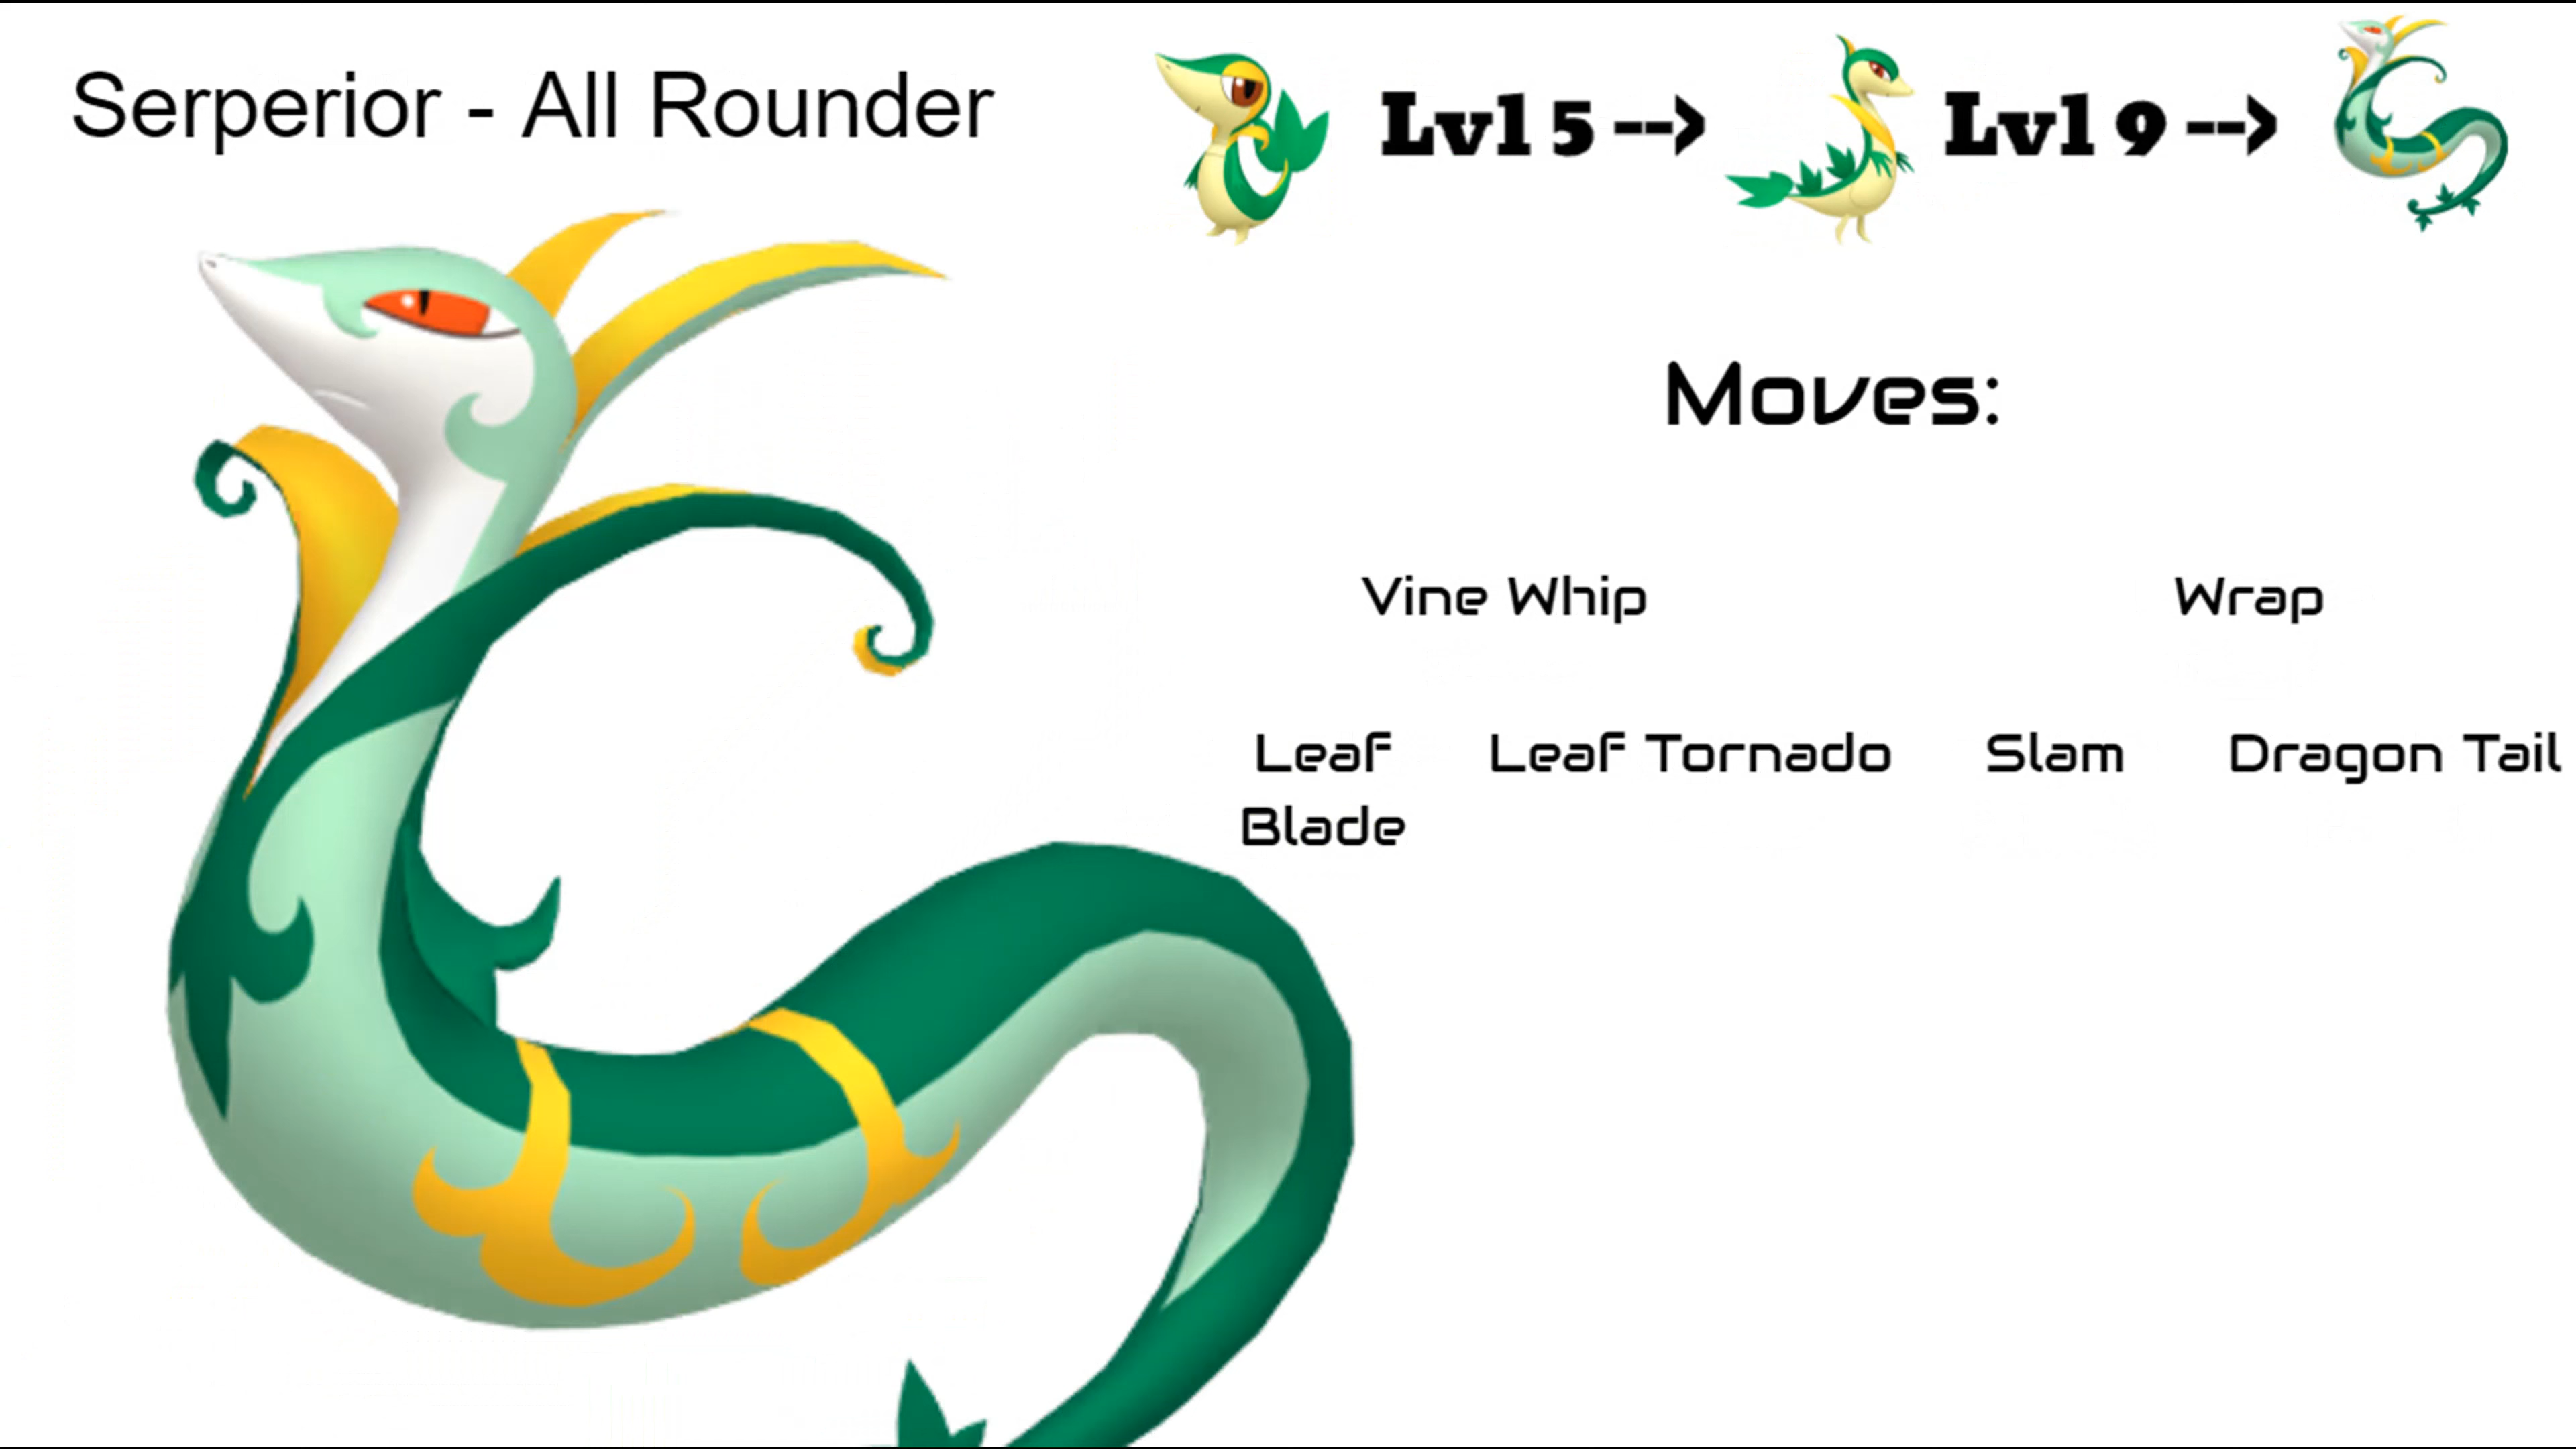 Serperior - All Rounder
Lvl 5 --> Lvl 9 -->
Moves:
Vine Whip Wrap
Leaf Leaf Tornado Slam Dragon Tail
Blade